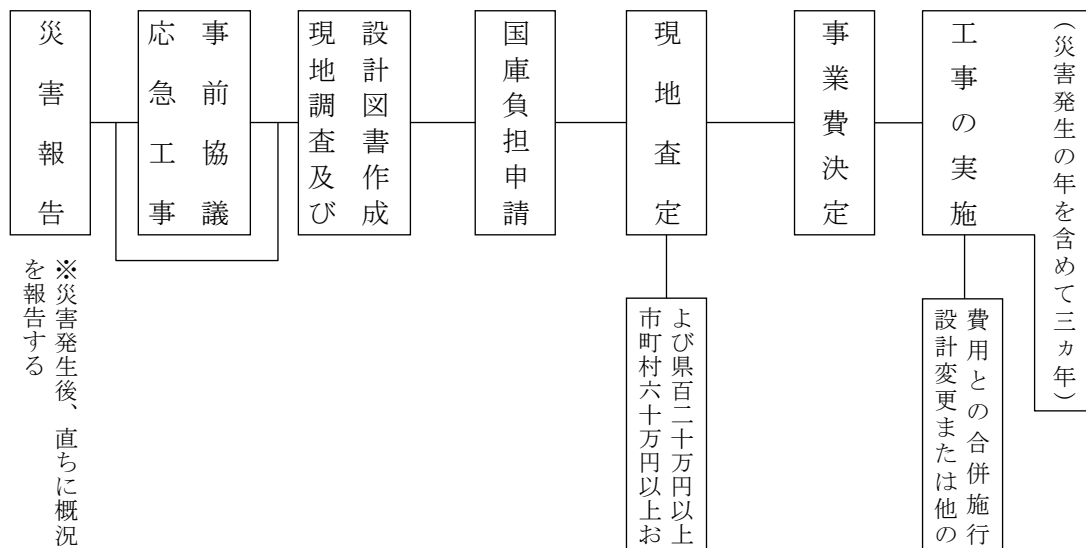 災害報告
※災害発生後、直ちに概況
を報告する
応急工事
事前協議
現地調査及び
設計図書作成
国庫負担申請
現地査定
市町村六十万円以上お
よび県百二十万円以上
事業費決定
工事の実施
(災害発生の年を含めて三ヵ年)
設計変更または他の
費用との合併施行